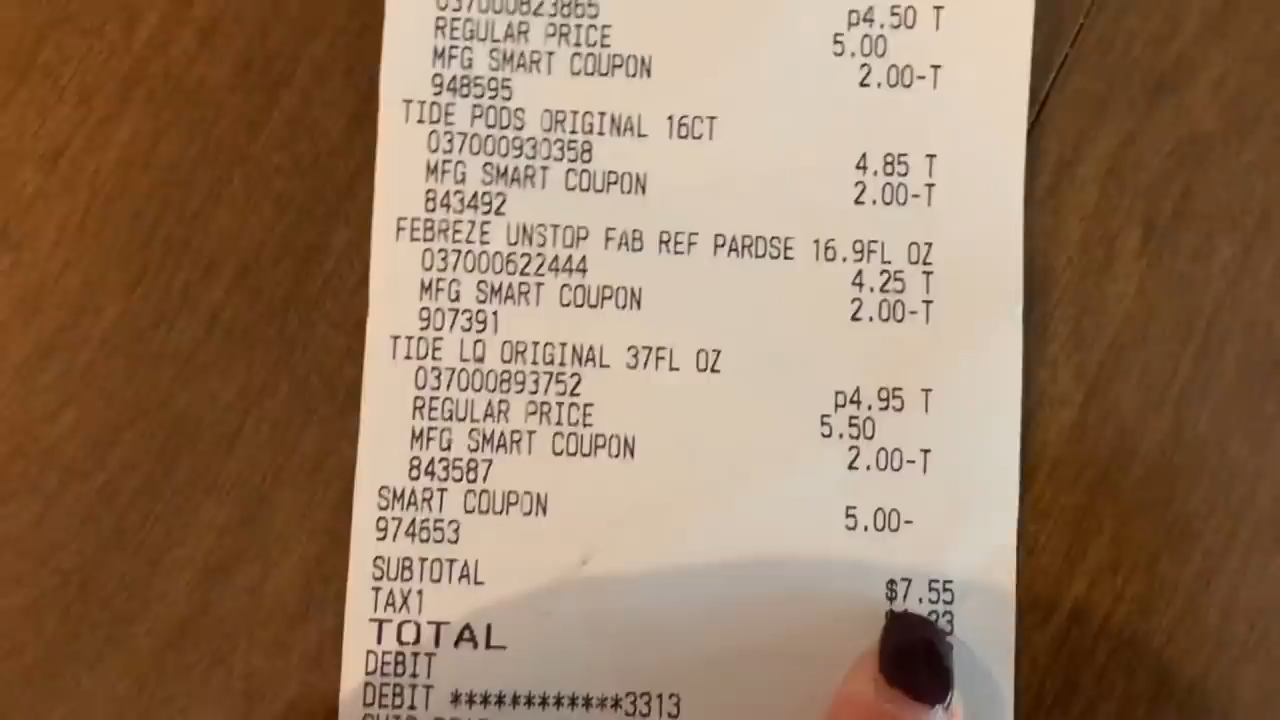 037000823865 p4.50 T
REGULAR PRICE 5.00
MFG SMART COUPON 2.00-T
948595
TIDE PODS ORIGINAL 16CT
037000930358 4.85 T
MFG SMART COUPON 2.00-T
843492
FEBREZE UNSTOP FAB REF PARDSE 16.9FL OZ
037000622444 4.25 T
MFG SMART COUPON 2.00-T
907391
TIDE LQ ORIGINAL 37FL OZ
037000893752 p4.95 T
REGULAR PRICE 5.50
MFG SMART COUPON 2.00-T
843587
SMART COUPON 5.00-
974653
SUBTOTAL $7.55
TAX1
TOTAL
DEBIT
DEBIT ************3313